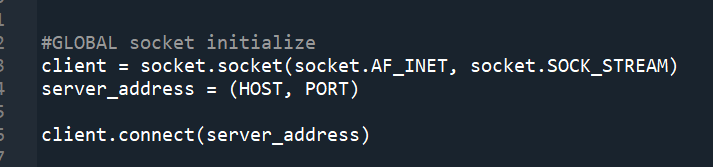 #GLOBAL socket initialize
client = socket.socket(socket.AF_INET, socket.SOCK_STREAM)
server_address = (HOST, PORT)
client.connect(server_address)